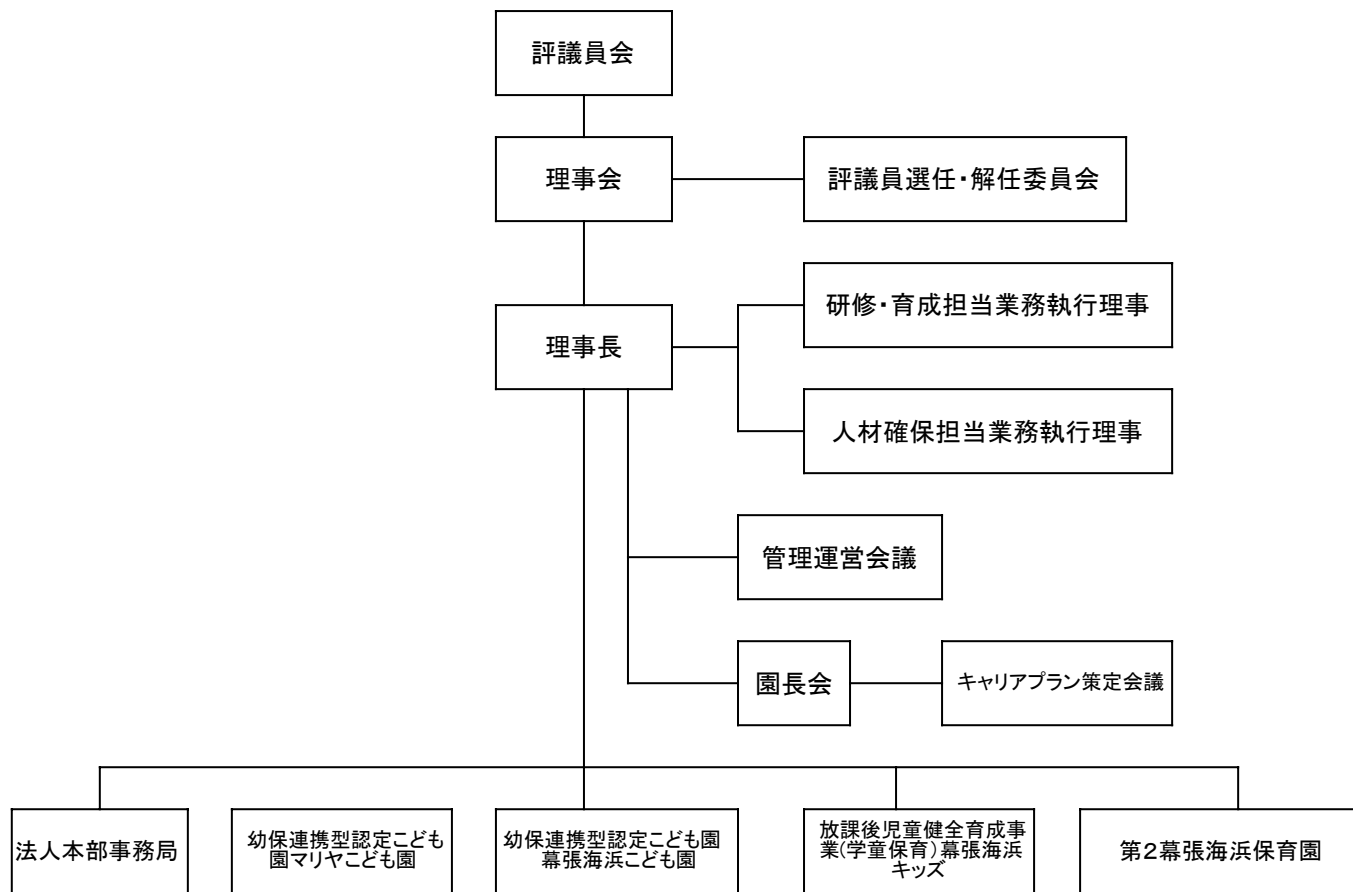 評議員会
理事会
評議員選任・解任委員会
研修・育成担当業務執行理事
理事長
人材確保担当業務執行理事
管理運営会議
園長会
キャリアプラン策定会議
法人本部事務局
幼保連携型認定こども
園マリヤこども園
幼保連携型認定こども園
幕張海浜こども園
放課後児童健全育成事
業(学童保育)幕張海浜
キッズ
第2幕張海浜保育園